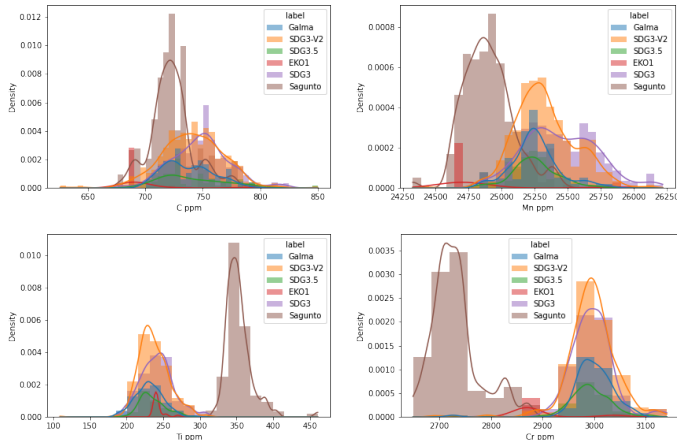 0.012
0.010
0.008
0.006
0.004
0.002
0.000
Density
650 700 750 800 850
C ppm
label
Galma
SDG3-V2
SDG3.5
EKO1
SDG3
Sagunto
0.0008
0.0006
0.0004
0.0002
0.0000
Density
24250 24500 24750 25000 25250 25500 25750 26000 26250
Mn ppm
label
Galma
SDG3-V2
SDG3.5
EKO1
SDG3
Sagunto
0.010
0.008
0.006
0.004
0.002
0.000
Density
100 150 200 250 300 350 400 450
Ti ppm
label
Galma
SDG3-V2
SDG3.5
EKO1
SDG3
Sagunto
0.0035
0.0030
0.0025
0.0020
0.0015
0.0010
0.0005
0.0000
Density
2700 2800 2900 3000 3100
Cr ppm
label
Galma
SDG3-V2
SDG3.5
EKO1
SDG3
Sagunto